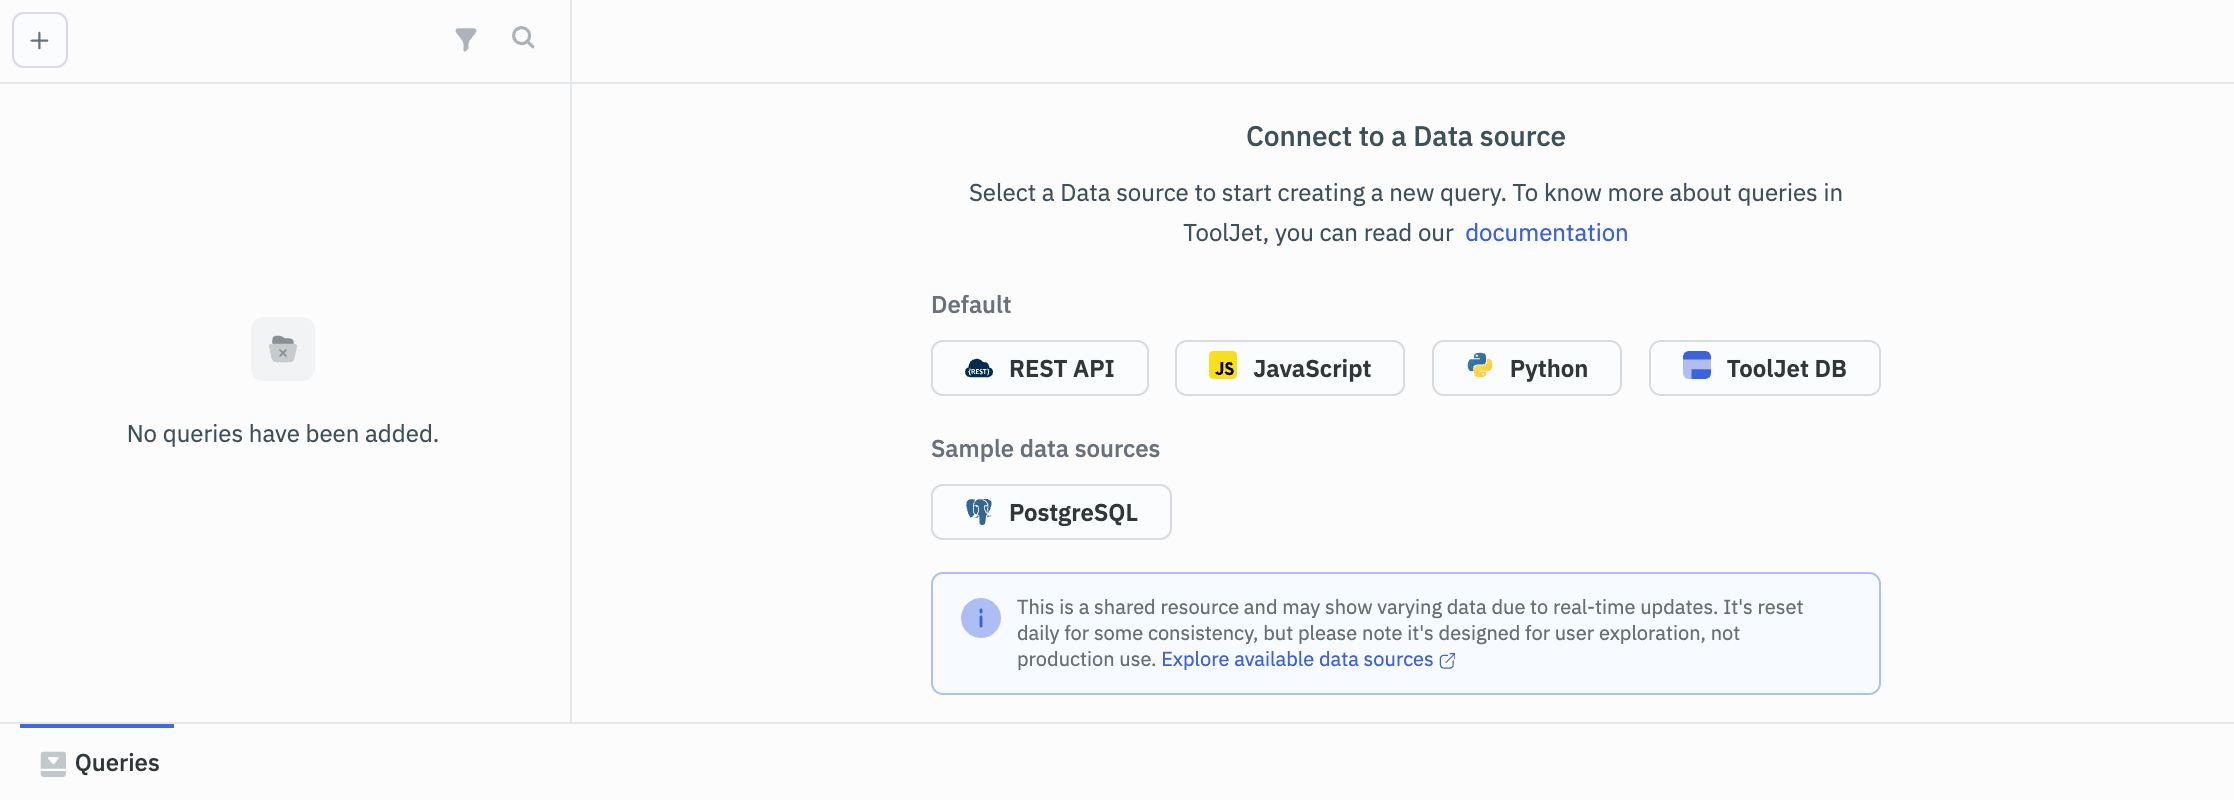 Connect to a Data source
Select a Data source to start creating a new query. To know more about queries in
ToolJet, you can read our documentation
No queries have been added.
Default
{REST} REST API
JS JavaScript
Python
ToolJet DB
Sample data sources
PostgreSQL
This is a shared resource and may show varying data due to real-time updates. It's reset
daily for some consistency, but please note it's designed for user exploration, not
production use. Explore available data sources
Queries